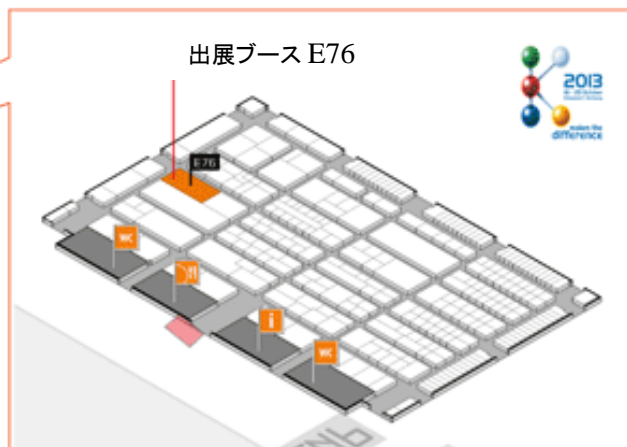 出展ブース E76
2013
makes the
difference
E76
WC
i
WC